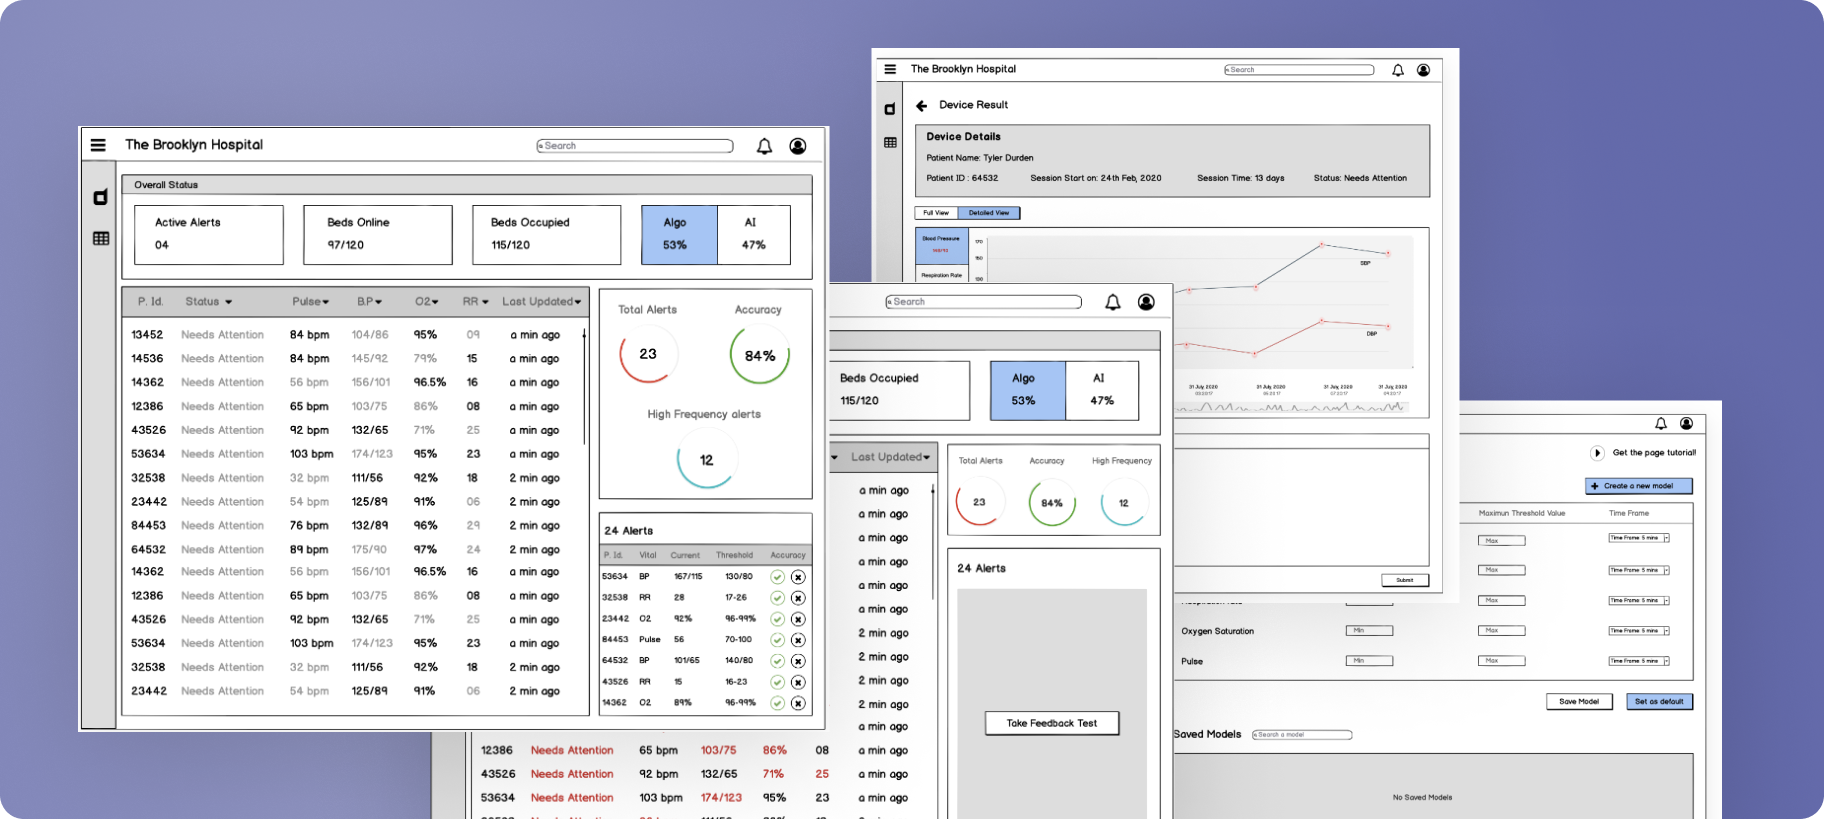 The Brooklyn Hospital
Search
Overall Status
Active Alerts
04
Beds Online
97/120
Beds Occupied
115/120
Algo
53%
AI
47%
P. Id. Status Pulse B.P O2 RR Last Updated
13452 Needs Attention 84 bpm 104/86 95% 09 a min ago
14536 Needs Attention 84 bpm 145/92 79% 15 a min ago
14362 Needs Attention 56 bpm 156/101 96.5% 16 a min ago
12386 Needs Attention 65 bpm 103/75 86% 08 a min ago
43526 Needs Attention 92 bpm 132/65 71% 25 a min ago
53634 Needs Attention 103 bpm 174/123 95% 23 a min ago
32538 Needs Attention 32 bpm 111/56 92% 18 2 min ago
23442 Needs Attention 54 bpm 125/89 91% 06 2 min ago
84453 Needs Attention 76 bpm 132/89 96% 29 2 min ago
64532 Needs Attention 89 bpm 175/90 97% 24 2 min ago
14362 Needs Attention 56 bpm 156/101 96.5% 16 a min ago
12386 Needs Attention 65 bpm 103/75 86% 08 a min ago
43526 Needs Attention 92 bpm 132/65 71% 25 a min ago
53634 Needs Attention 103 bpm 174/123 95% 23 a min ago
32538 Needs Attention 32 bpm 111/56 92% 18 2 min ago
23442 Needs Attention 54 bpm 125/89 91% 06 2 min ago
Total Alerts
23
Accuracy
84%
High Frequency alerts
12
24 Alerts
P. Id. Vital Current Threshold Accuracy
53634 BP 167/115 130/80
32538 RR 28 17-26
23442 O2 92% 96-99%
84453 Pulse 56 70-100
64532 BP 101/65 140/80
43526 RR 15 16-23
14362 O2 89% 96-99%
Search
Beds Occupied
115/120
Algo
53%
AI
47%
Last Updated
a min ago
a min ago
a min ago
a min ago
a min ago
a min ago
2 min ago
2 min ago
2 min ago
2 min ago
a min ago
12386 Needs Attention 65 bpm 103/75 86% 08 a min ago
43526 Needs Attention 92 bpm 132/65 71% 25 a min ago
53634 Needs Attention 103 bpm 174/123 95% 23 a min ago
Total Alerts
23
Accuracy
84%
High Frequency
12
24 Alerts
Take Feedback Test
The Brooklyn Hospital
Search
Device Result
Device Details
Patient Name: Tyler Durden
Patient ID : 64532 Session Start on: 24th Feb, 2020 Session Time: 13 days Status: Needs Attention
Full View Detailed View
Blood Pressure
Respiration Rate
170
150
130
SBP
DBP
31 July, 2020 31 July, 2020 31 July, 2020 31 July, 2020
Submit
Get the page tutorial!
+ Create a new model
Maximun Threshold Value Time Frame
Max Time Frame: 5 mins
Max Time Frame: 5 mins
Max Time Frame: 5 mins
Oxygen Saturation Min Max Time Frame: 5 mins
Pulse Min Max Time Frame: 5 mins
Save Model Set as default
Saved Models Search a model
No Saved Models